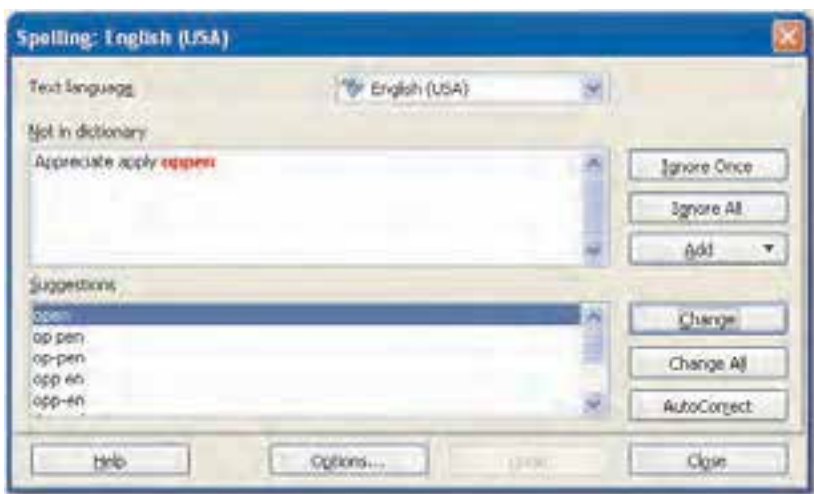 Spelling: English (USA)
Text language
English (USA)
Not in dictionary
Appreciate apply oppen
Ignore Once
Ignore All
Add
Suggestions
open
op pen
op-pen
opp en
opp-en
Change
Change All
AutoCorrect
Help
Options...
Undo
Close